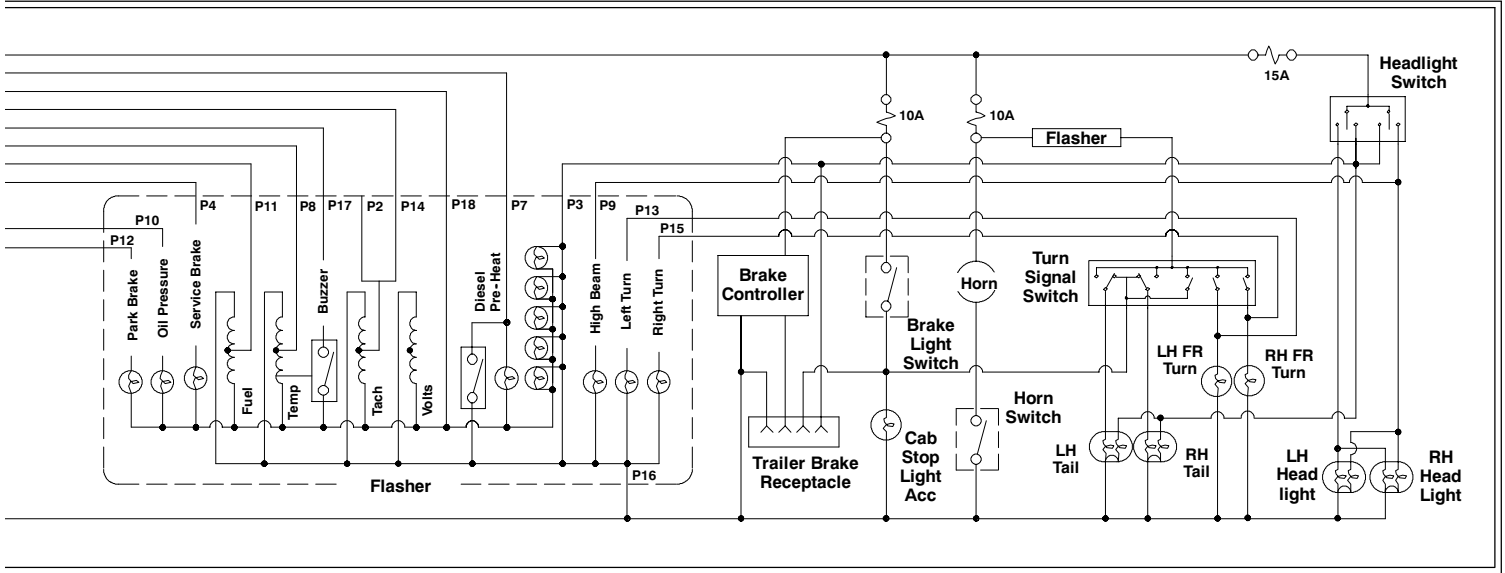 15A
Headlight
Switch
10A
10A
Flasher
P4
P11
P8
P17
P2
P14
P18
P7
P3
P9
P13
P10
P15
P12
Park Brake
Oil Pressure
Service Brake
Buzzer
Diesel
Pre-Heat
High Beam
Left Turn
Right Turn
Fuel
Temp
Tach
Volts
Brake
Controller
Horn
Turn
Signal
Switch
Brake
Light
Switch
LH FR
Turn
RH FR
Turn
Horn
Switch
Cab
Stop
Light
Acc
Trailer Brake
Receptacle
LH
Tail
RH
Tail
LH
Head
light
RH
Head
Light
P16
Flasher